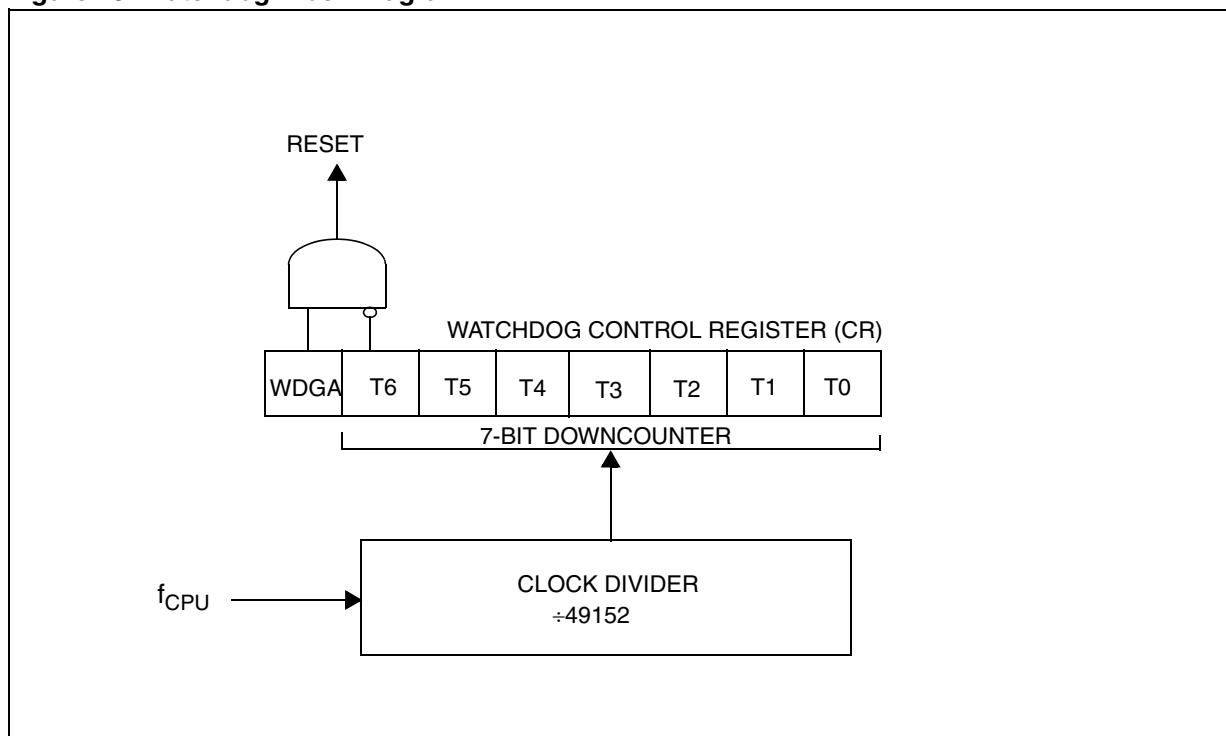 RESET
WATCHDOG CONTROL REGISTER (CR)
WDGA T6 T5 T4 T3 T2 T1 T0
7-BIT DOWNCOUNTER
fCPU
CLOCK DIVIDER
÷49152